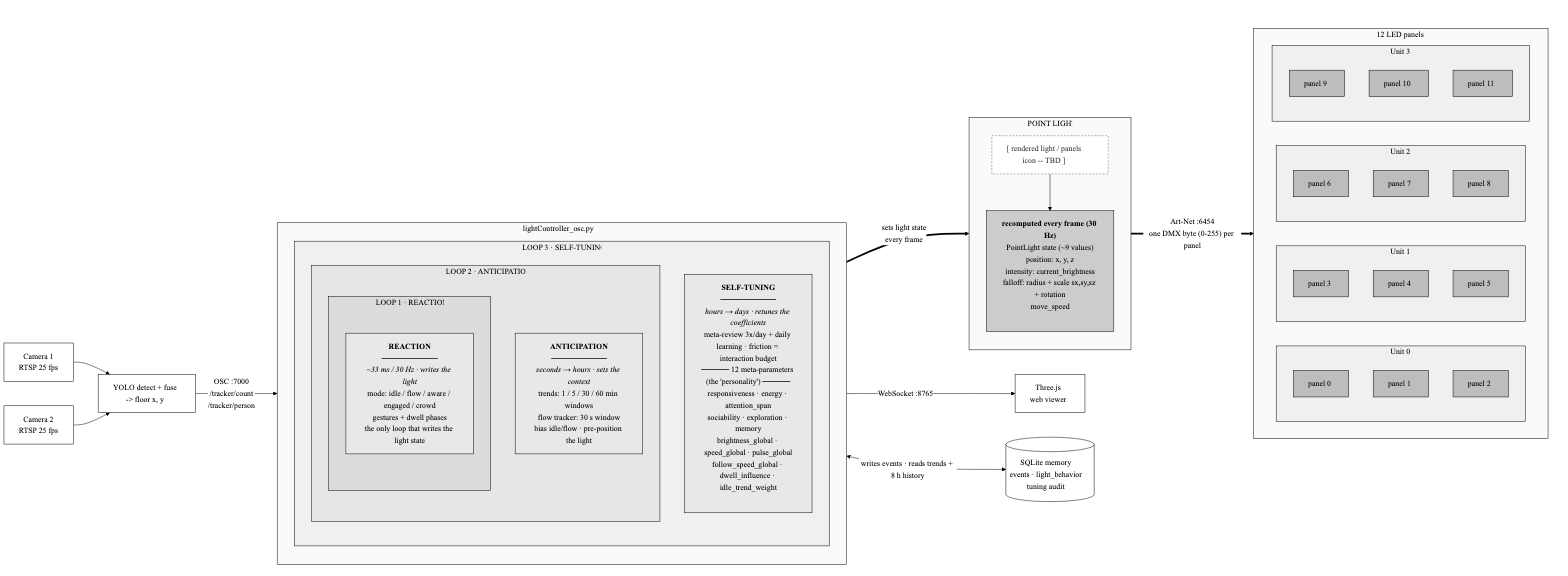 Camera 1
RTSP 25 fps
Camera 2
RTSP 25 fps
YOLO detect + fuse
-> floor x, y
OSC :7000
/tracker/count
/tracker/person
lightController_osc.py
LOOP 3 · SELF-TUNING
LOOP 2 · ANTICIPATIO
LOOP 1 · REACTIO
REACTION
~33 ms / 30 Hz · writes the
light
mode: idle / flow / aware /
engaged / crowd
gestures + dwell phases
the only loop that writes the
light state
ANTICIPATION
seconds → hours · sets the
context
trends: 1 / 5 / 30 / 60 min
windows
flow tracker: 30 s window
bias idle/flow · pre-position
the light
SELF-TUNING
hours → days · retunes the
coefficients
meta-review 3x/day + daily
learning · friction =
interaction budget
——— 12 meta-parameters
(the 'personality') ———
responsiveness · energy ·
attention_span
sociability · exploration ·
memory
brightness_global ·
speed_global · pulse_global
follow_speed_global ·
dwell_influence ·
idle_trend_weight
sets light state
every frame
WebSocket :8765
writes events · reads trends +
8 h history
POINT LIGHT
[ rendered light / panels
icon -- TBD ]
recomputed every frame (30
Hz)
PointLight state (~9 values)
position: x, y, z
intensity: current_brightness
falloff: radius + scale sx,sy,sz
+ rotation
move_speed
Three.js
web viewer
SQLite memory
events · light_behavior
tuning audit
Art-Net :6454
one DMX byte (0-255) per
panel
12 LED panels
Unit 3
panel 9
panel 10
panel 11
Unit 2
panel 6
panel 7
panel 8
Unit 1
panel 3
panel 4
panel 5
Unit 0
panel 0
panel 1
panel 2